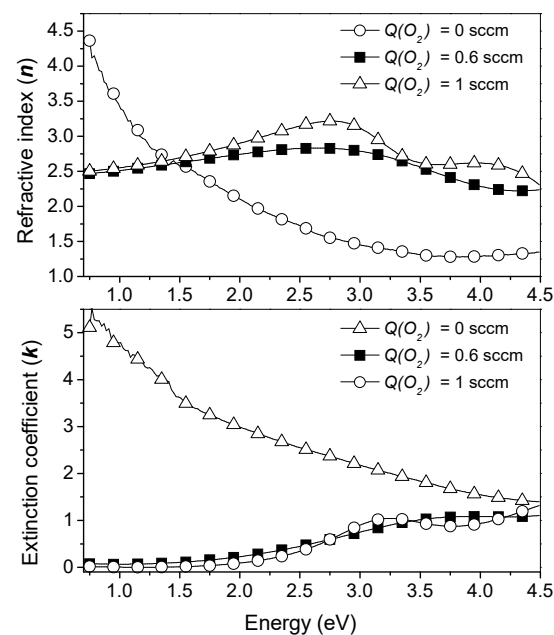 4.5
4.0
3.5
3.0
2.5
2.0
1.5
1.0
Refractive index (n)
Q(O₂) = 0 sccm
Q(O₂) = 0.6 sccm
Q(O₂) = 1 sccm
1.0 1.5 2.0 2.5 3.0 3.5 4.0 4.5
5
4
3
2
1
0
Extinction coefficient (k)
Q(O₂) = 0 sccm
Q(O₂) = 0.6 sccm
Q(O₂) = 1 sccm
1.0 1.5 2.0 2.5 3.0 3.5 4.0 4.5
Energy (eV)